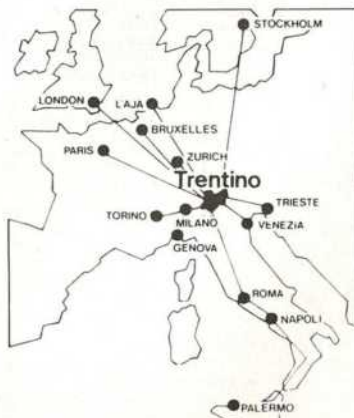 STOCKHOLM
LONDON
L'AJA
BRUXELLES
PARIS
ZURICH
Trentino
TORINO
MILANO
TRIESTE
VENEZIA
GENOVA
ROMA
NAPOLI
PALERMO